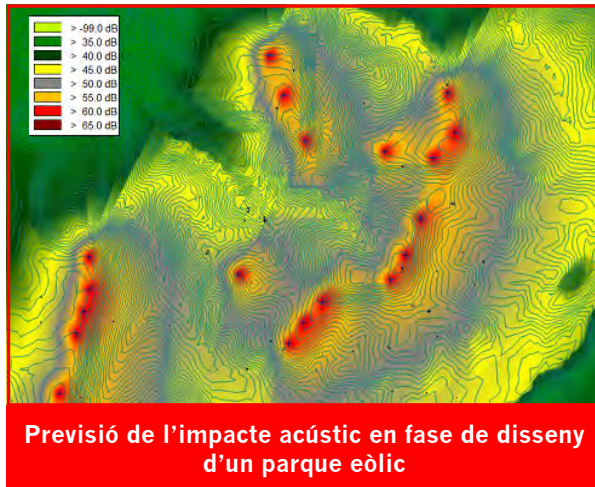 > -99.0 dB
> 35.0 dB
> 40.0 dB
> 45.0 dB
> 50.0 dB
> 55.0 dB
> 60.0 dB
> 65.0 dB
Previsió de l'impacte acústic en fase de disseny
d'un parque eòlic